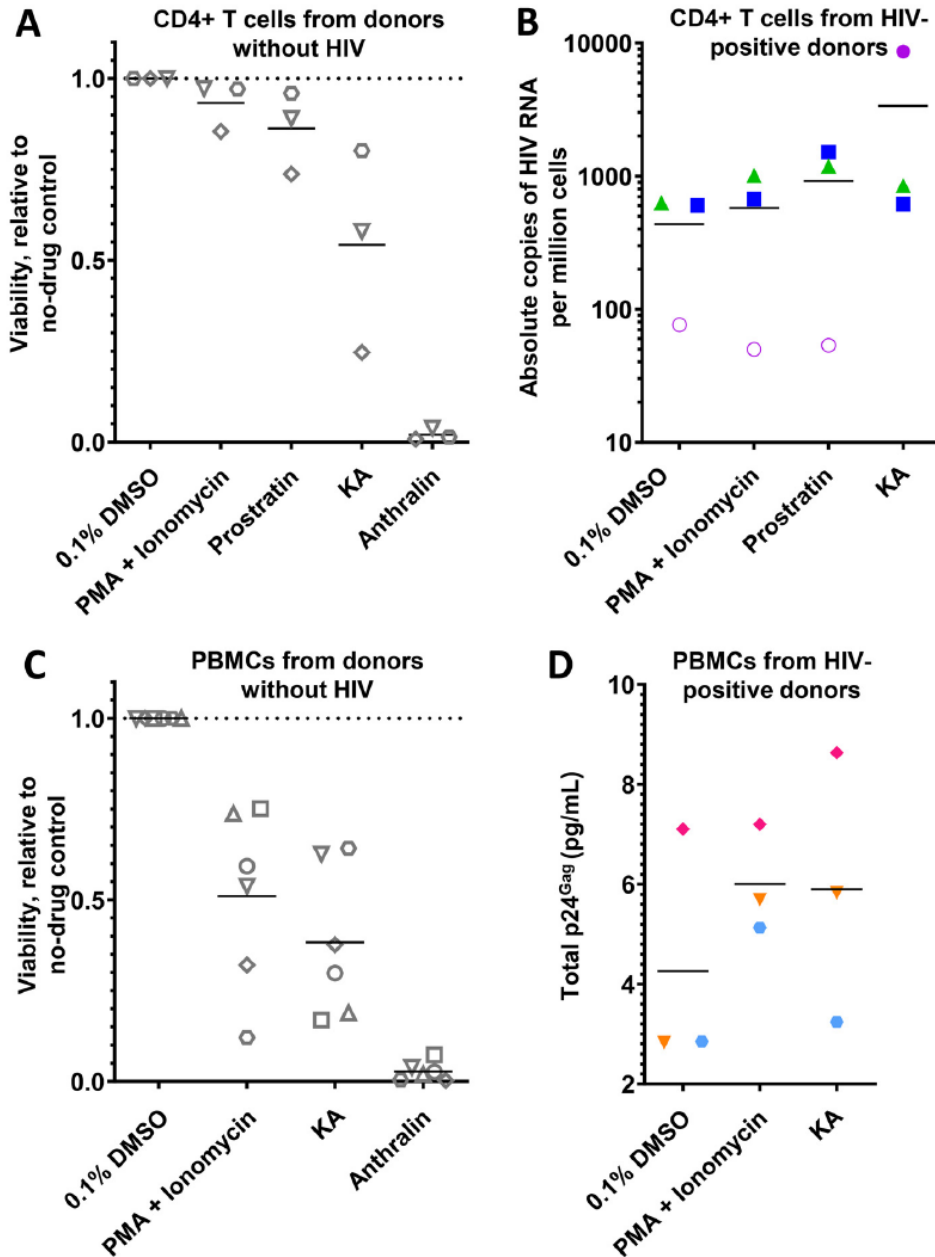 A
CD4+ T cells from donors
without HIV
Viability, relative to
no-drug control
1.0
0.5
0.0
0.1% DMSO
PMA + Ionomycin
Prostratin
KA
Anthralin
B
CD4+ T cells from HIV-
positive donors
Absolute copies of HIV RNA
per million cells
10000
1000
100
10
0.1% DMSO
PMA + Ionomycin
Prostratin
KA
C
PBMCs from donors
without HIV
Viability, relative to
no-drug control
1.0
0.5
0.0
0.1% DMSO
PMA + Ionomycin
KA
Anthralin
D
PBMCs from HIV-
positive donors
Total p24ᴳᵃᵍ (pg/mL)
10
8
6
4
2
0.1% DMSO
PMA + Ionomycin
KA